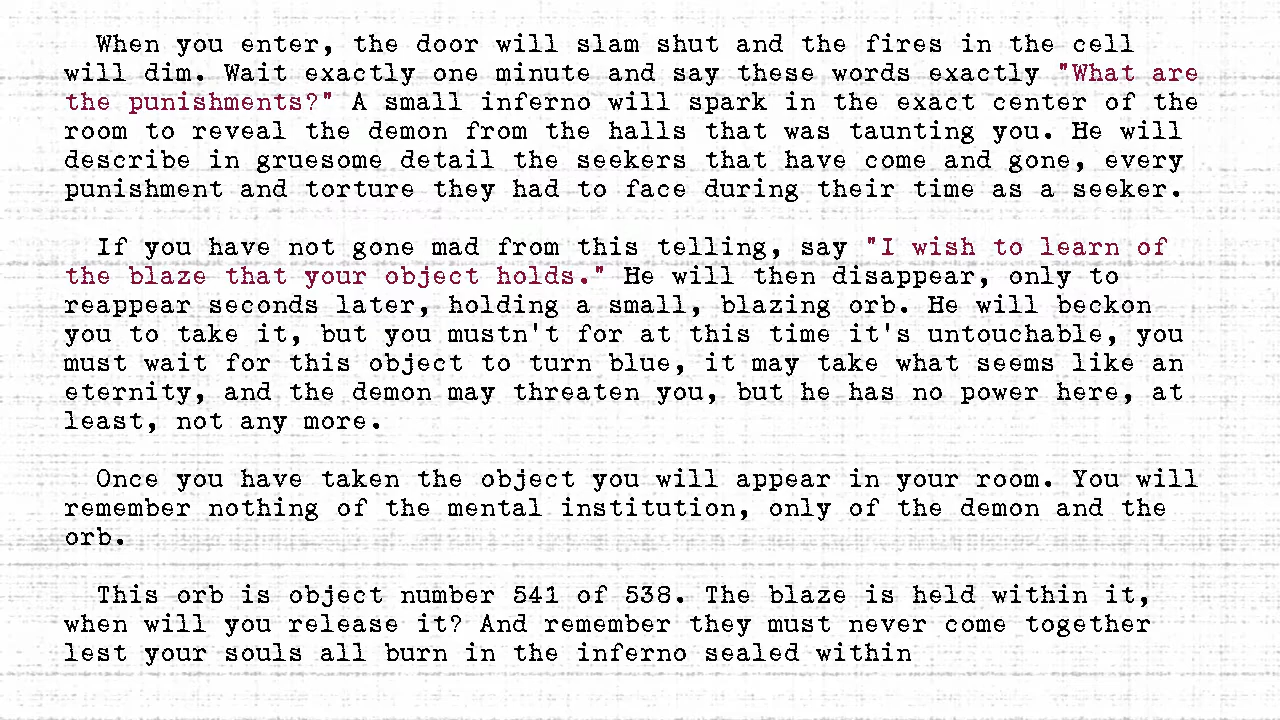 When you enter, the door will slam shut and the fires in the cell
will dim. Wait exactly one minute and say these words exactly "What are
the punishments?" A small inferno will spark in the exact center of the
room to reveal the demon from the halls that was taunting you. He will
describe in gruesome detail the seekers that have come and gone, every
punishment and torture they had to face during their time as a seeker.
If you have not gone mad from this telling, say "I wish to learn of
the blaze that your object holds." He will then disappear, only to
reappear seconds later, holding a small, blazing orb. He will beckon
you to take it, but you mustn't for at this time it's untouchable, you
must wait for this object to turn blue, it may take what seems like an
eternity, and the demon may threaten you, but he has no power here, at
least, not any more.
Once you have taken the object you will appear in your room. You will
remember nothing of the mental institution, only of the demon and the
orb.
This orb is object number 541 of 538. The blaze is held within it,
when will you release it? And remember they must never come together
lest your souls all burn in the inferno sealed within